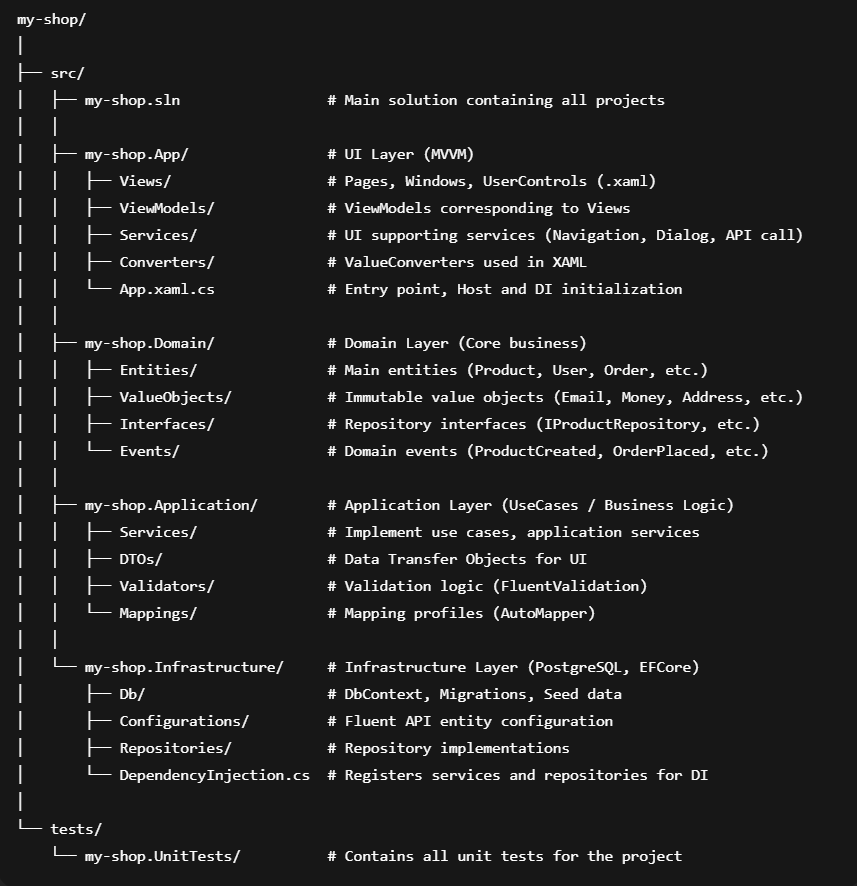 my-shop/
│
├── src/
│   ├── my-shop.sln                 # Main solution containing all projects
│   │
│   ├── my-shop.App/                # UI Layer (MVVM)
│   │   ├── Views/                  # Pages, Windows, UserControls (.xaml)
│   │   ├── ViewModels/             # ViewModels corresponding to Views
│   │   ├── Services/               # UI supporting services (Navigation, Dialog, API call)
│   │   ├── Converters/             # ValueConverters used in XAML
│   │   └── App.xaml.cs             # Entry point, Host and DI initialization
│   │
│   ├── my-shop.Domain/             # Domain Layer (Core business)
│   │   ├── Entities/               # Main entities (Product, User, Order, etc.)
│   │   ├── ValueObjects/           # Immutable value objects (Email, Money, Address, etc.)
│   │   ├── Interfaces/             # Repository interfaces (IProductRepository, etc.)
│   │   └── Events/                 # Domain events (ProductCreated, OrderPlaced, etc.)
│   │
│   ├── my-shop.Application/        # Application Layer (UseCases / Business Logic)
│   │   ├── Services/               # Implement use cases, application services
│   │   ├── DTOs/                   # Data Transfer Objects for UI
│   │   ├── Validators/             # Validation logic (FluentValidation)
│   │   └── Mappings/               # Mapping profiles (AutoMapper)
│   │
│   └── my-shop.Infrastructure/     # Infrastructure Layer (PostgreSQL, EFCore)
│       ├── Db/                     # DbContext, Migrations, Seed data
│       ├── Configurations/         # Fluent API entity configuration
│       ├── Repositories/           # Repository implementations
│       └── DependencyInjection.cs  # Registers services and repositories for DI
│
└── tests/
    └── my-shop.UnitTests/          # Contains all unit tests for the project